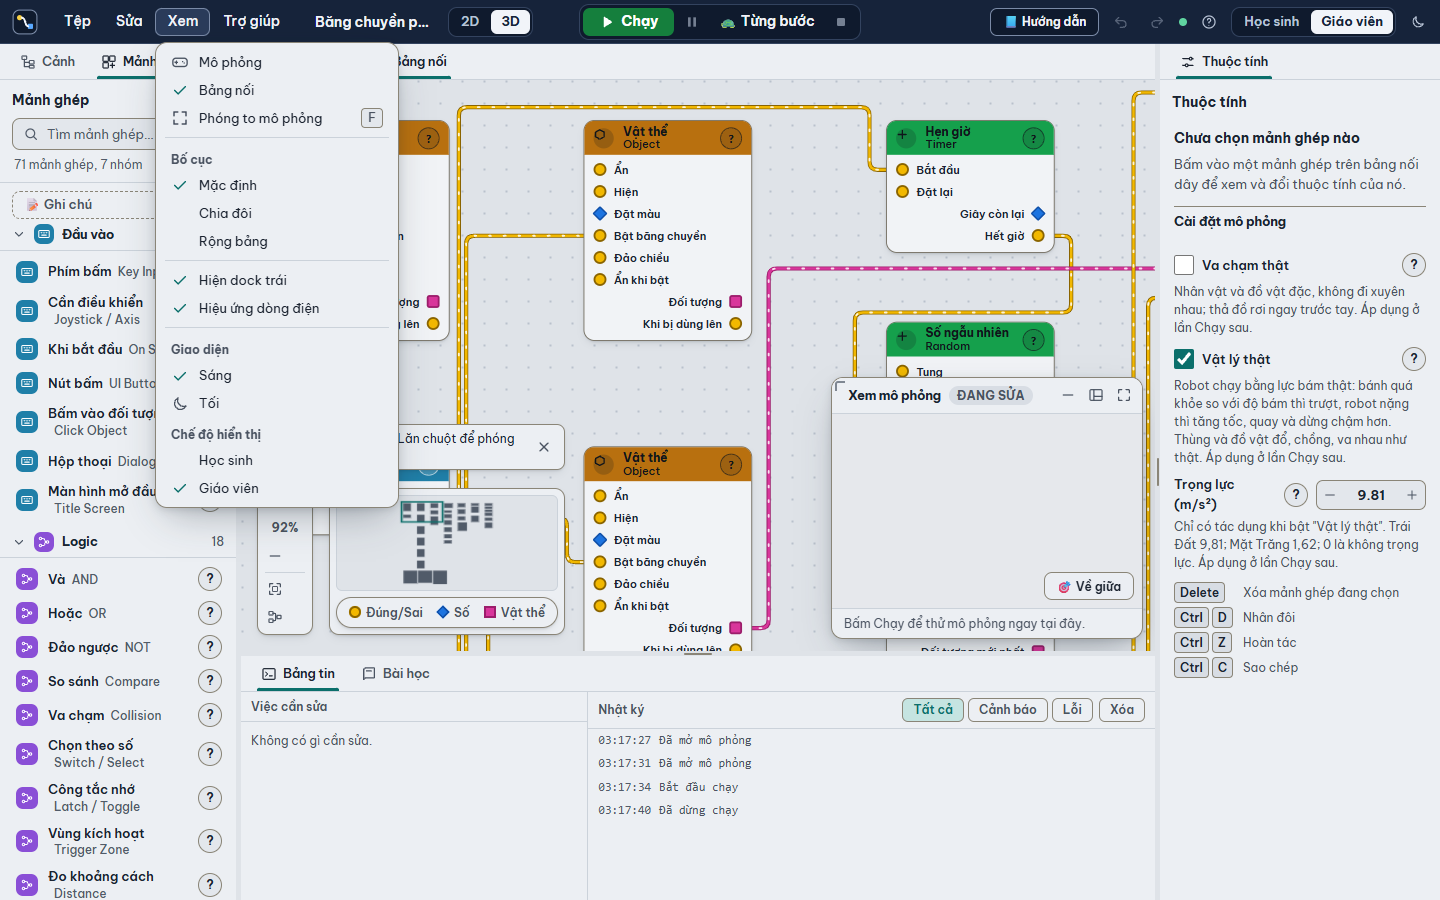 Tệp Sửa Xem Trợ giúp Băng chuyền p... 2D 3D Chạy Từng bước Hướng dẫn Học sinh Giáo viên
Cảnh
Mảnh
Bảng nối
Thuộc tính
Mô phỏng
Bảng nối
Phóng to mô phỏng F
Bố cục
Mặc định
Chia đôi
Rộng bảng
Hiện dock trái
Hiệu ứng dòng điện
Giao diện
Sáng
Tối
Chế độ hiển thị
Học sinh
Giáo viên
Mảnh ghép
Tìm mảnh ghép...
71 mảnh ghép, 7 nhóm
Ghi chú
Đầu vào
Phím bấm Key Inp
Cần điều khiển
Joystick / Axis
Khi bắt đầu On S
Nút bấm UI Butto
Bấm vào đối tượn
Click Object
Hộp thoại Dialog
Màn hình mở đầu
Title Screen
Logic 18
Và AND ?
Hoặc OR ?
Đảo ngược NOT ?
So sánh Compare ?
Va chạm Collision ?
Chọn theo số ?
Switch / Select
Công tắc nhớ ?
Latch / Toggle
Vùng kích hoạt ?
Trigger Zone
Đo khoảng cách ?
Distance
?
ợng
g lên
Vật thể ?
Object
Ẩn
Hiện
Đặt màu
Bật băng chuyền
Đảo chiều
Ẩn khi bật
Đối tượng
Khi bị dùng lên
Hẹn giờ ?
Timer
Bắt đầu
Đặt lại
Giây còn lại
Hết giờ
Số ngẫu nhiên ?
Random
Tung
Lăn chuột để phóng
92%
Đúng/Sai Số Vật thể
Vật thể ?
Object
Ẩn
Hiện
Đặt màu
Bật băng chuyền
Đảo chiều
Ẩn khi bật
Đối tượng
Khi bị dùng lên
Xem mô phỏng ĐANG SỬA
Về giữa
Bấm Chạy để thử mô phỏng ngay tại đây.
Đối tượng mới nhất
Bảng tin Bài học
Việc cần sửa
Không có gì cần sửa.
Nhật ký Tất cả Cảnh báo Lỗi Xóa
03:17:27 Đã mở mô phỏng
03:17:31 Đã mở mô phỏng
03:17:34 Bắt đầu chạy
03:17:40 Đã dừng chạy
Thuộc tính
Chưa chọn mảnh ghép nào
Bấm vào một mảnh ghép trên bảng nối
dây để xem và đổi thuộc tính của nó.
Cài đặt mô phỏng
Va chạm thật ?
Nhân vật và đồ vật đặc, không đi xuyên
nhau; thả đồ rơi ngay trước tay. Áp dụng ở
lần Chạy sau.
Vật lý thật ?
Robot chạy bằng lực bám thật: bánh quá
khỏe so với độ bám thì trượt, robot nặng
thì tăng tốc, quay và dừng chậm hơn.
Thùng và đồ vật đổ, chồng, va nhau như
thật. Áp dụng ở lần Chạy sau.
Trọng lực
(m/s²) ? − 9.81 +
Chỉ có tác dụng khi bật "Vật lý thật". Trái
Đất 9,81; Mặt Trăng 1,62; 0 là không trọng
lực. Áp dụng ở lần Chạy sau.
Delete Xóa mảnh ghép đang chọn
Ctrl D Nhân đôi
Ctrl Z Hoàn tác
Ctrl C Sao chép